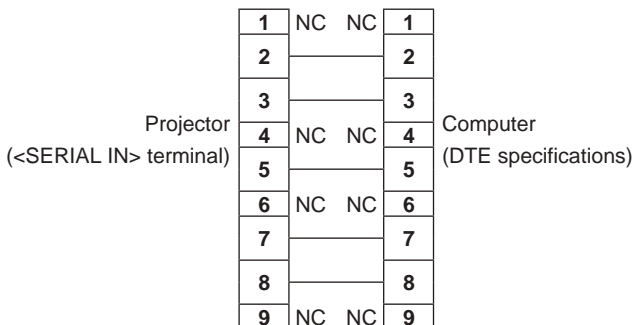 1 NC NC 1
2 2
3 3
Projector
(<SERIAL IN> terminal)
4 NC NC 4
Computer
(DTE specifications)
5 5
6 NC NC 6
7 7
8 8
9 NC NC 9